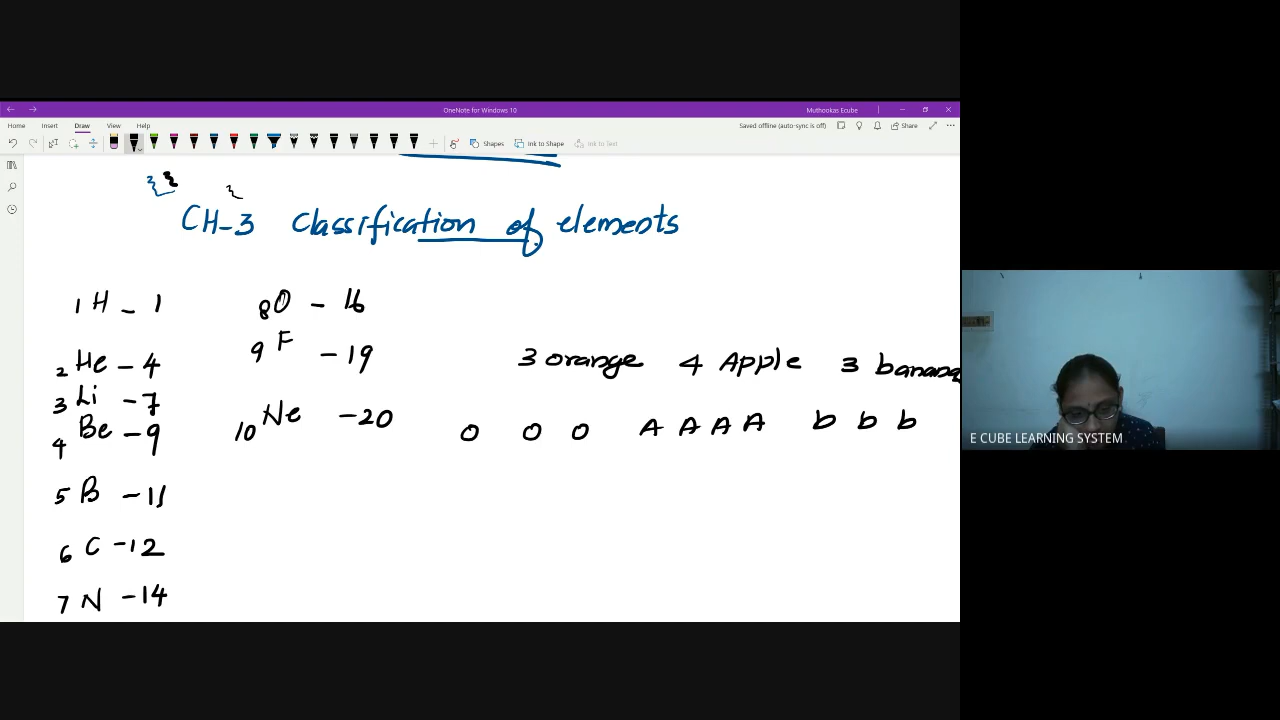 OneNote for Windows 10
Muthookas Ecube
Home Insert Draw View Help
Saved offline (auto-sync is off) Share
Shapes Ink to Shape Ink to Text
CH-3 Classification of elements
1 H - 1
2 He - 4
3 Li - 7
4 Be - 9
5 B - 11
6 C - 12
7 N - 14
8 O - 16
9 F - 19
10 Ne - 20
3 orange 4 Apple 3 banana
O O O A A A A b b b
E CUBE LEARNING SYSTEM